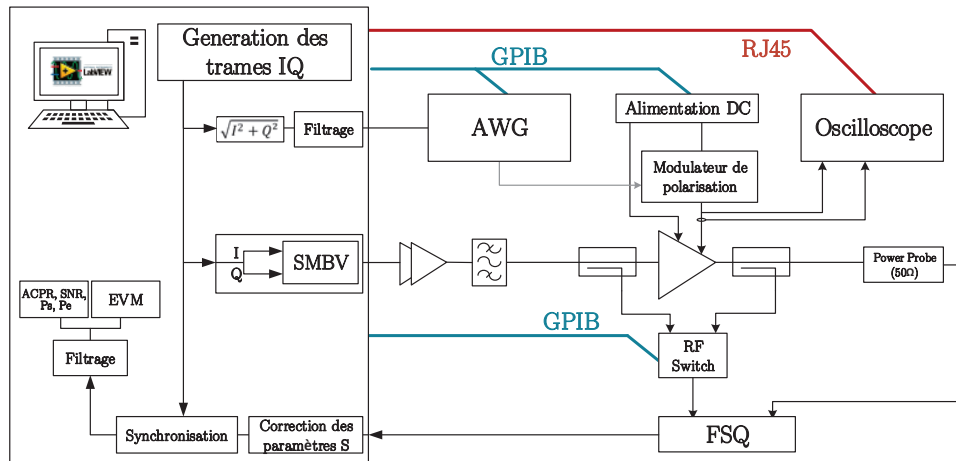 LabVIEW
Generation des
trames IQ
√I² + Q²
Filtrage
GPIB
RJ45
AWG
Alimentation DC
Oscilloscope
Modulateur de
polarisation
I
Q
SMBV
Power Probe
(50Ω)
ACPR, SNR,
Ps, Pe
EVM
Filtrage
GPIB
RF
Switch
Synchronisation
Correction des
paramètres S
FSQ